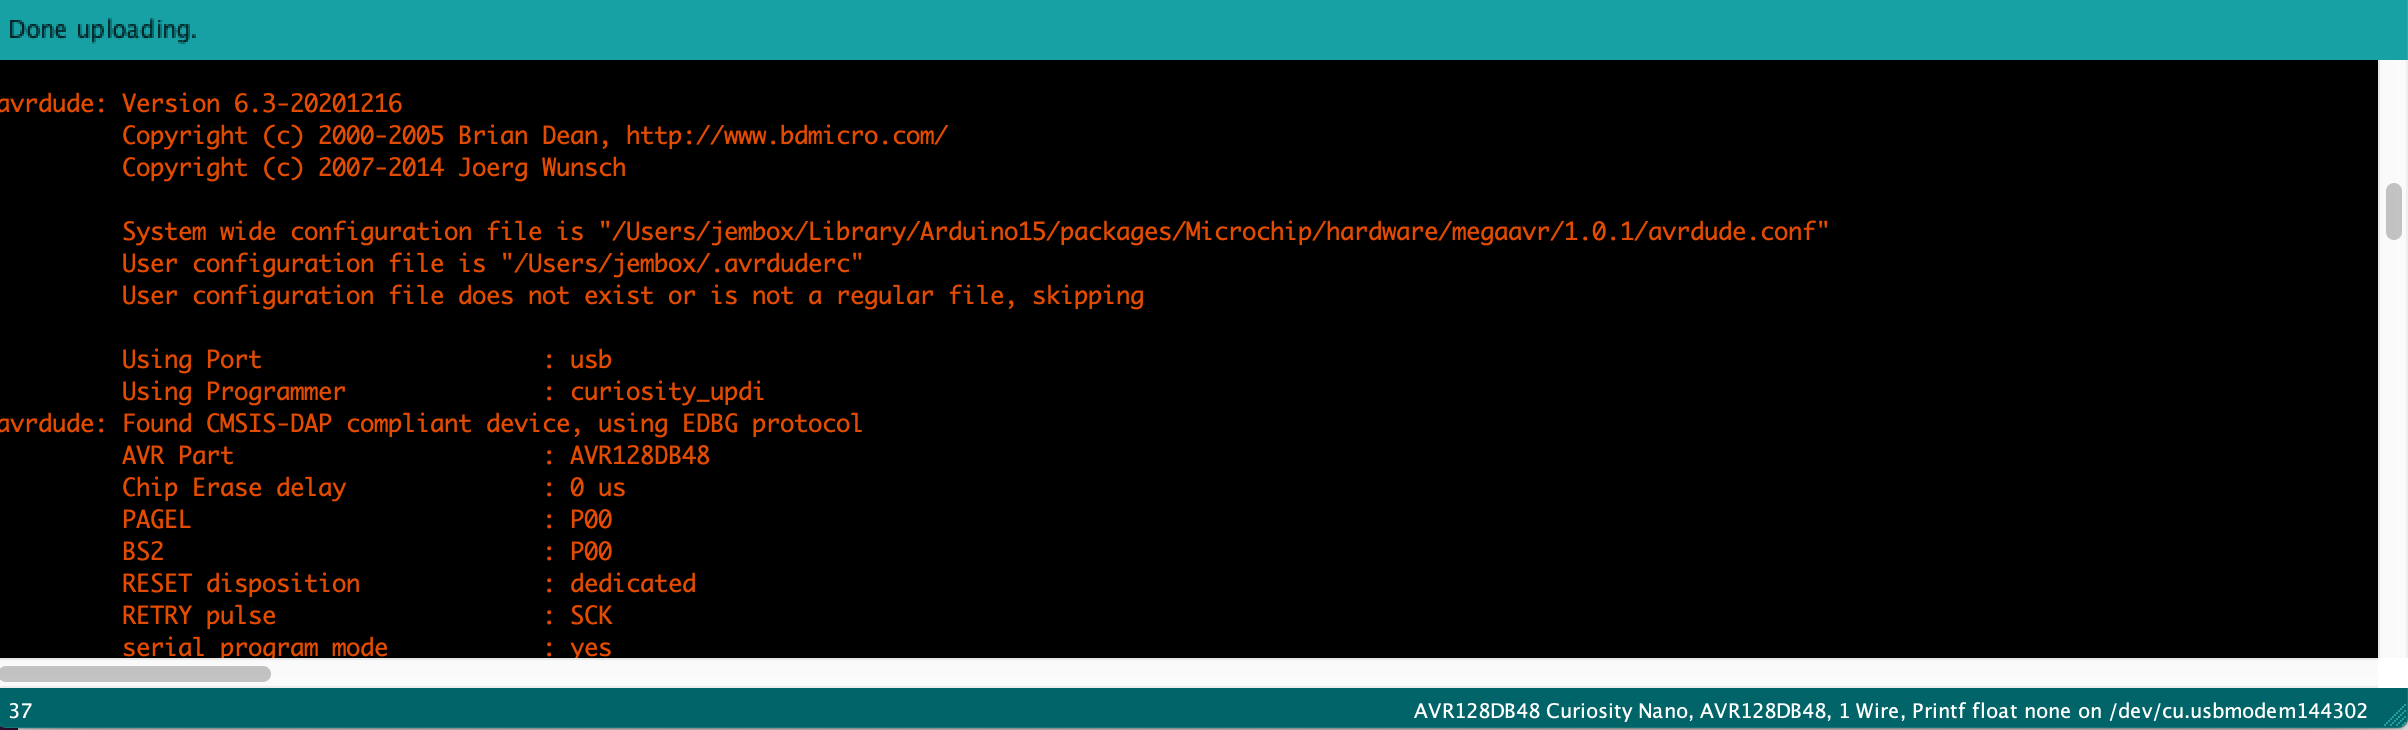 Done uploading.
avrdude: Version 6.3-20201216
Copyright (c) 2000-2005 Brian Dean, http://www.bdmicro.com/
Copyright (c) 2007-2014 Joerg Wunsch
System wide configuration file is "/Users/jembox/Library/Arduino15/packages/Microchip/hardware/megaavr/1.0.1/avrdude.conf"
User configuration file is "/Users/jembox/.avrduderc"
User configuration file does not exist or is not a regular file, skipping
Using Port : usb
Using Programmer : curiosity_updi
avrdude: Found CMSIS-DAP compliant device, using EDBG protocol
AVR Part : AVR128DB48
Chip Erase delay : 0 us
PAGEL : P00
BS2 : P00
RESET disposition : dedicated
RETRY pulse : SCK
serial program mode : yes
37 AVR128DB48 Curiosity Nano, AVR128DB48, 1 Wire, Printf float none on /dev/cu.usbmodem144302